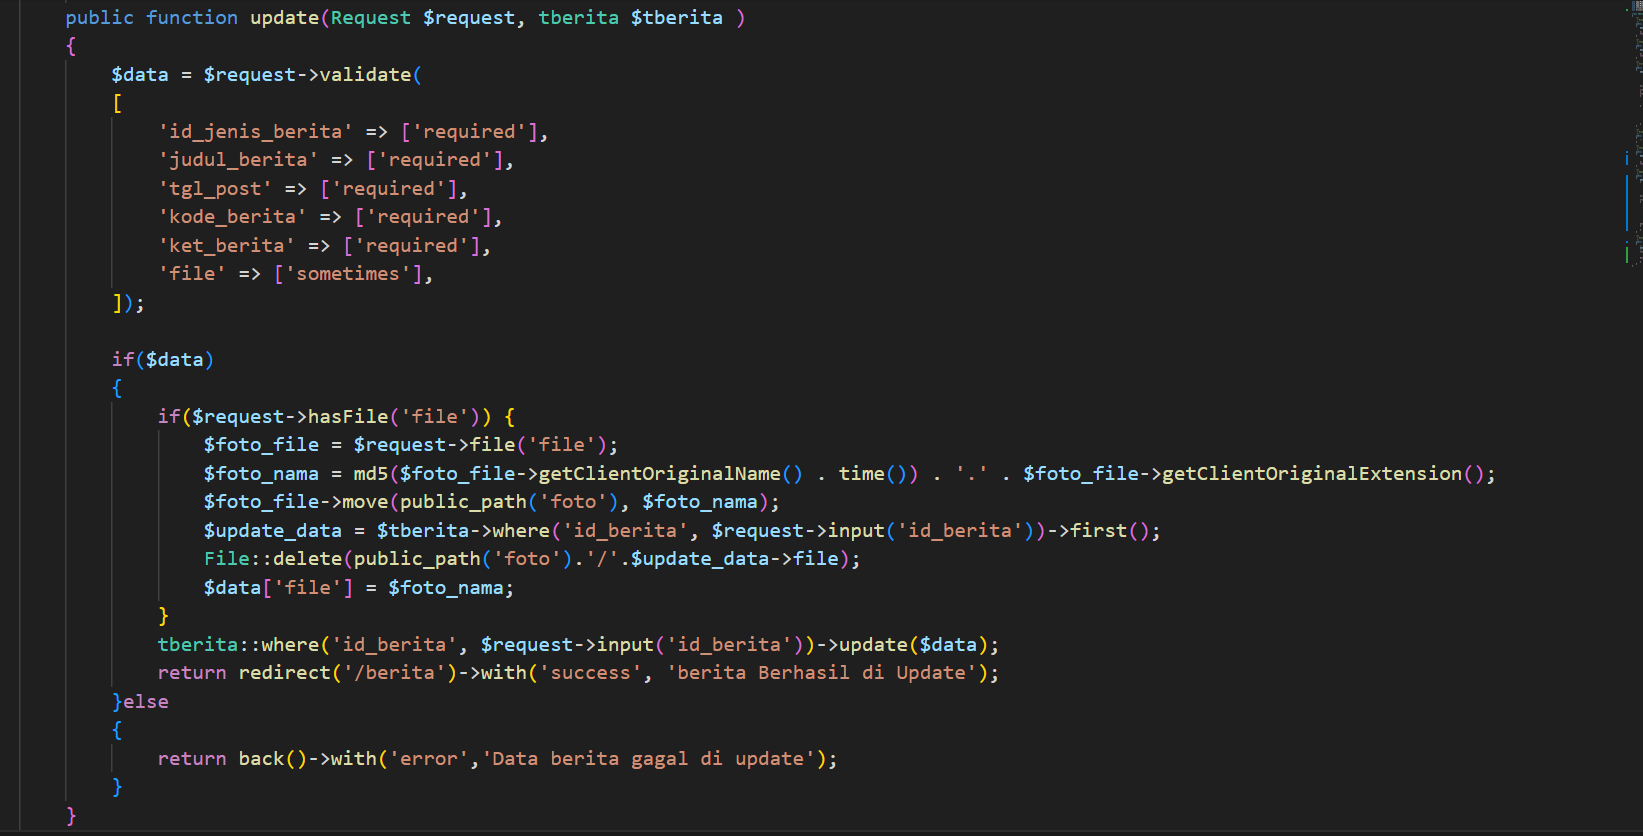 public function update(Request $request, tberita $tberita )
{
$data = $request->validate(
[
'id_jenis_berita' => ['required'],
'judul_berita' => ['required'],
'tgl_post' => ['required'],
'kode_berita' => ['required'],
'ket_berita' => ['required'],
'file' => ['sometimes'],
]);
if($data)
{
if($request->hasFile('file')) {
$foto_file = $request->file('file');
$foto_nama = md5($foto_file->getClientOriginalName() . time()) . '.' . $foto_file->getClientOriginalExtension();
$foto_file->move(public_path('foto'), $foto_nama);
$update_data = $tberita->where('id_berita', $request->input('id_berita'))->first();
File::delete(public_path('foto').'/'.$update_data->file);
$data['file'] = $foto_nama;
}
tberita::where('id_berita', $request->input('id_berita'))->update($data);
return redirect('/berita')->with('success', 'berita Berhasil di Update');
}else
{
return back()->with('error','Data berita gagal di update');
}
}